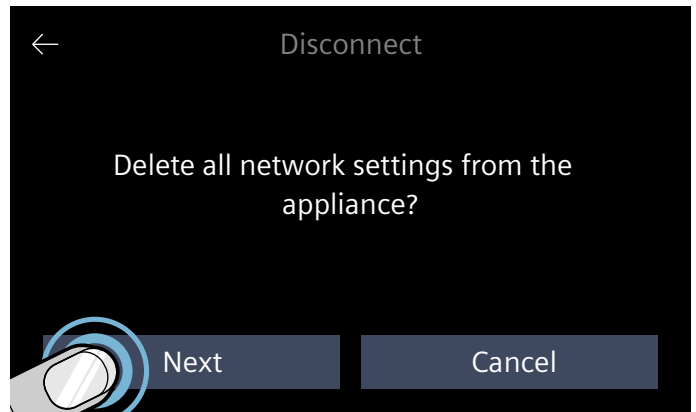 Disconnect
Delete all network settings from the
appliance?
Next
Cancel